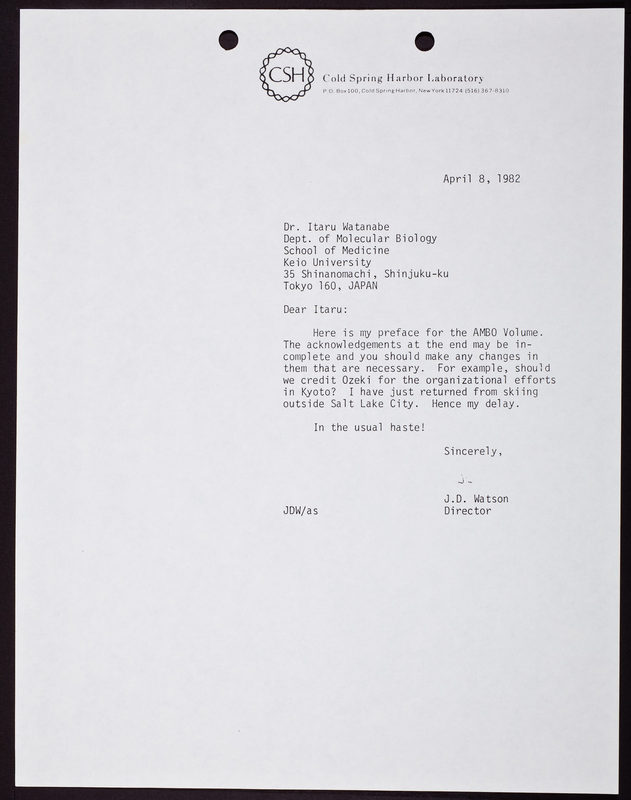 CSH
Cold Spring Harbor Laboratory
P.O. Box 100, Cold Spring Harbor, New York 11724 (516) 367-8310
April 8, 1982
Dr. Itaru Watanabe
Dept. of Molecular Biology
School of Medicine
Keio University
35 Shinanomachi, Shinjuku-ku
Tokyo 160, JAPAN
Dear Itaru:
Here is my preface for the AMBO Volume.
The acknowledgements at the end may be in-
complete and you should make any changes in
them that are necessary. For example, should
we credit Ozeki for the organizational efforts
in Kyoto? I have just returned from skiing
outside Salt Lake City. Hence my delay.
In the usual haste!
Sincerely,
J.D. Watson
JDW/as Director